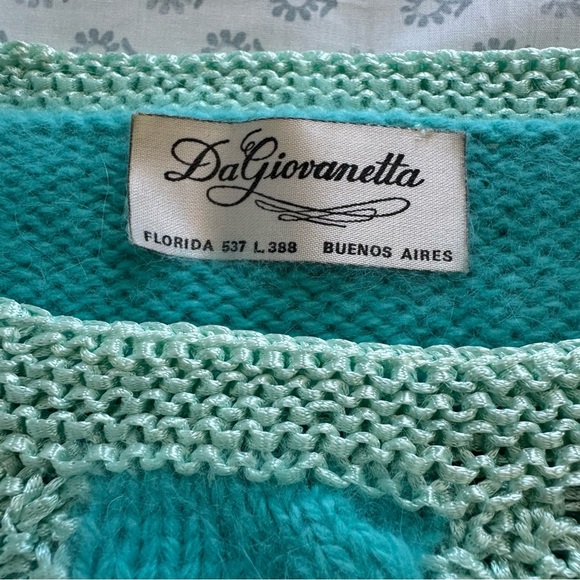 DaGiovanetta
FLORIDA 537 L.388 BUENOS AIRES